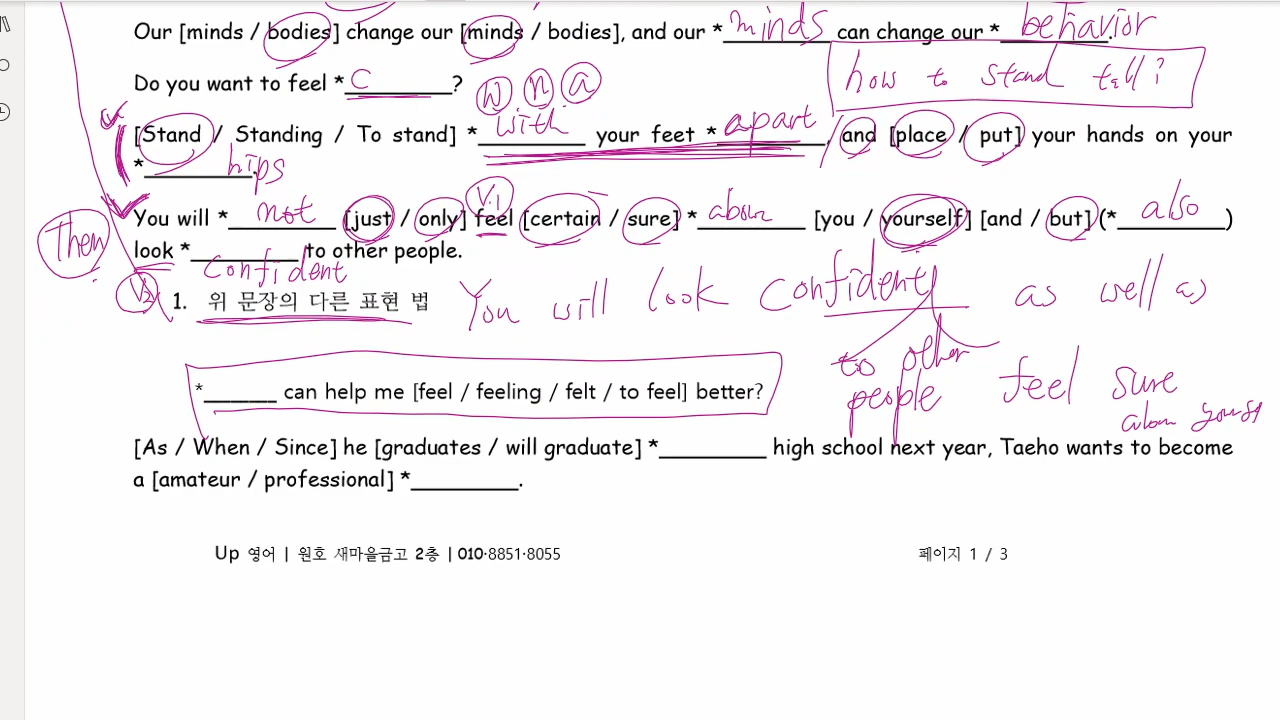 Our [minds / bodies] change our [minds / bodies], and our *minds can change our *behavior.
how to stand tell?
Do you want to feel *C?
W n a
[Stand / Standing / To stand] *with your feet *apart, and [place / put] your hands on your
*hips.
V.1
You will *not [just / only] feel [certain / sure] *about [you / yourself] [and / but] (*also)
Then
look *confident to other people.
V2
1. 위 문장의 다른 표현 법 You will look confident as well as
to other people feel sure about yourself
*______ can help me [feel / feeling / felt / to feel] better?
[As / When / Since] he [graduates / will graduate] *_________ high school next year, Taeho wants to become
a [amateur / professional] *_________.
Up 영어 | 원호 새마을금고 2층 | 010·8851·8055 페이지 1 / 3